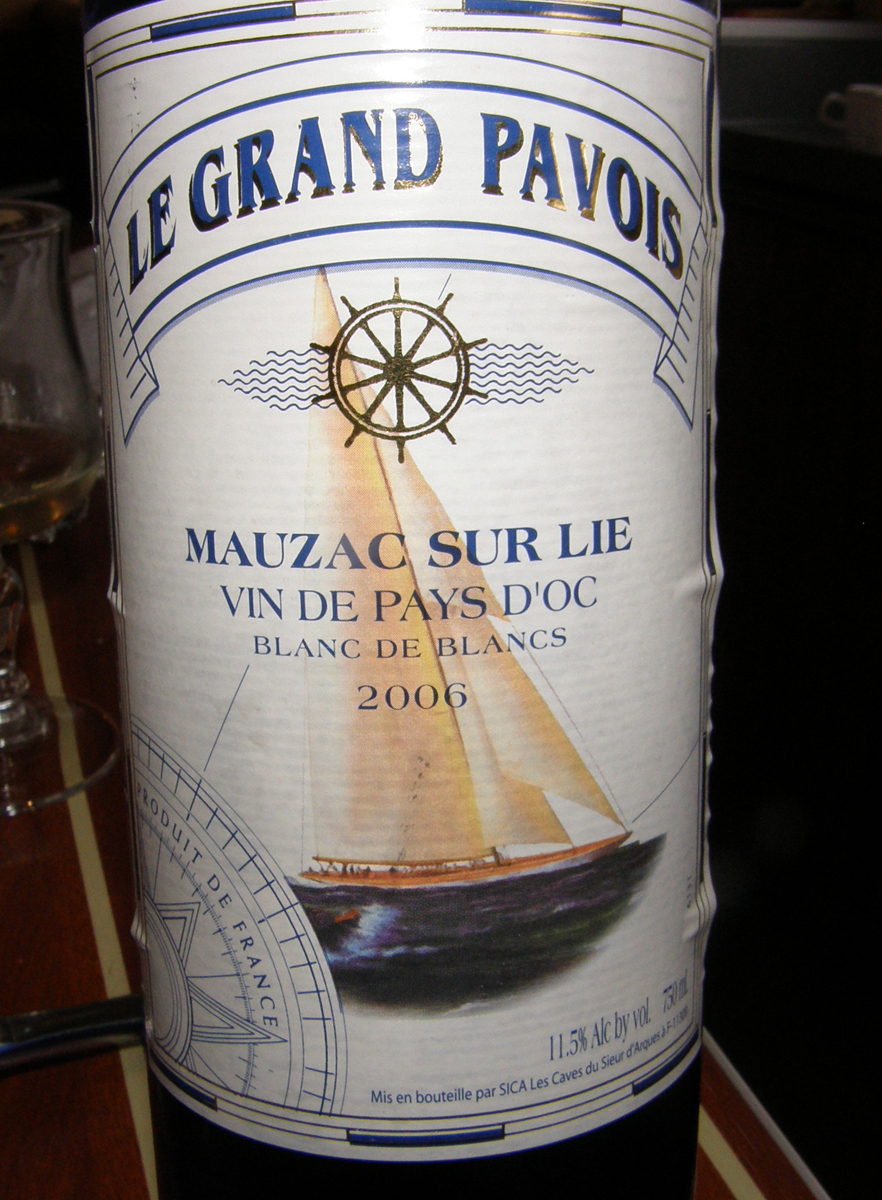 LE GRAND PAVOIS
MAUZAC SUR LIE
VIN DE PAYS D'OC
BLANC DE BLANCS
2006
PRODUIT DE FRANCE
11.5% Alc by vol. 750 mL
Mis en bouteille par SICA Les Caves du Sieur d'Arques à F-11300